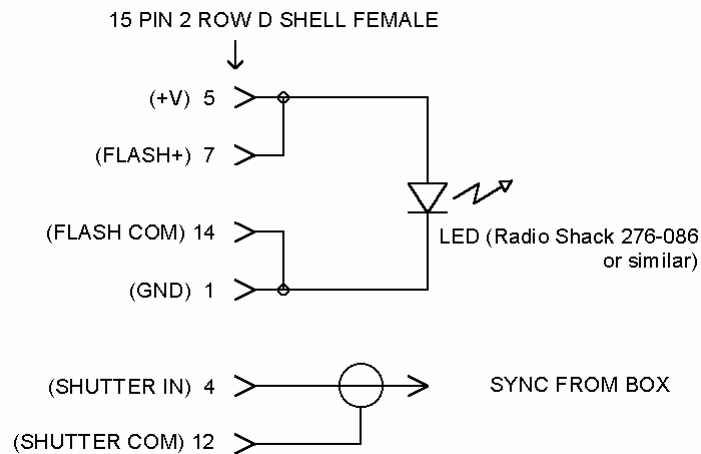 15 PIN 2 ROW D SHELL FEMALE
(+V) 5
(FLASH+) 7
(FLASH COM) 14
LED (Radio Shack 276-086
or similar)
(GND) 1
(SHUTTER IN) 4
SYNC FROM BOX
(SHUTTER COM) 12